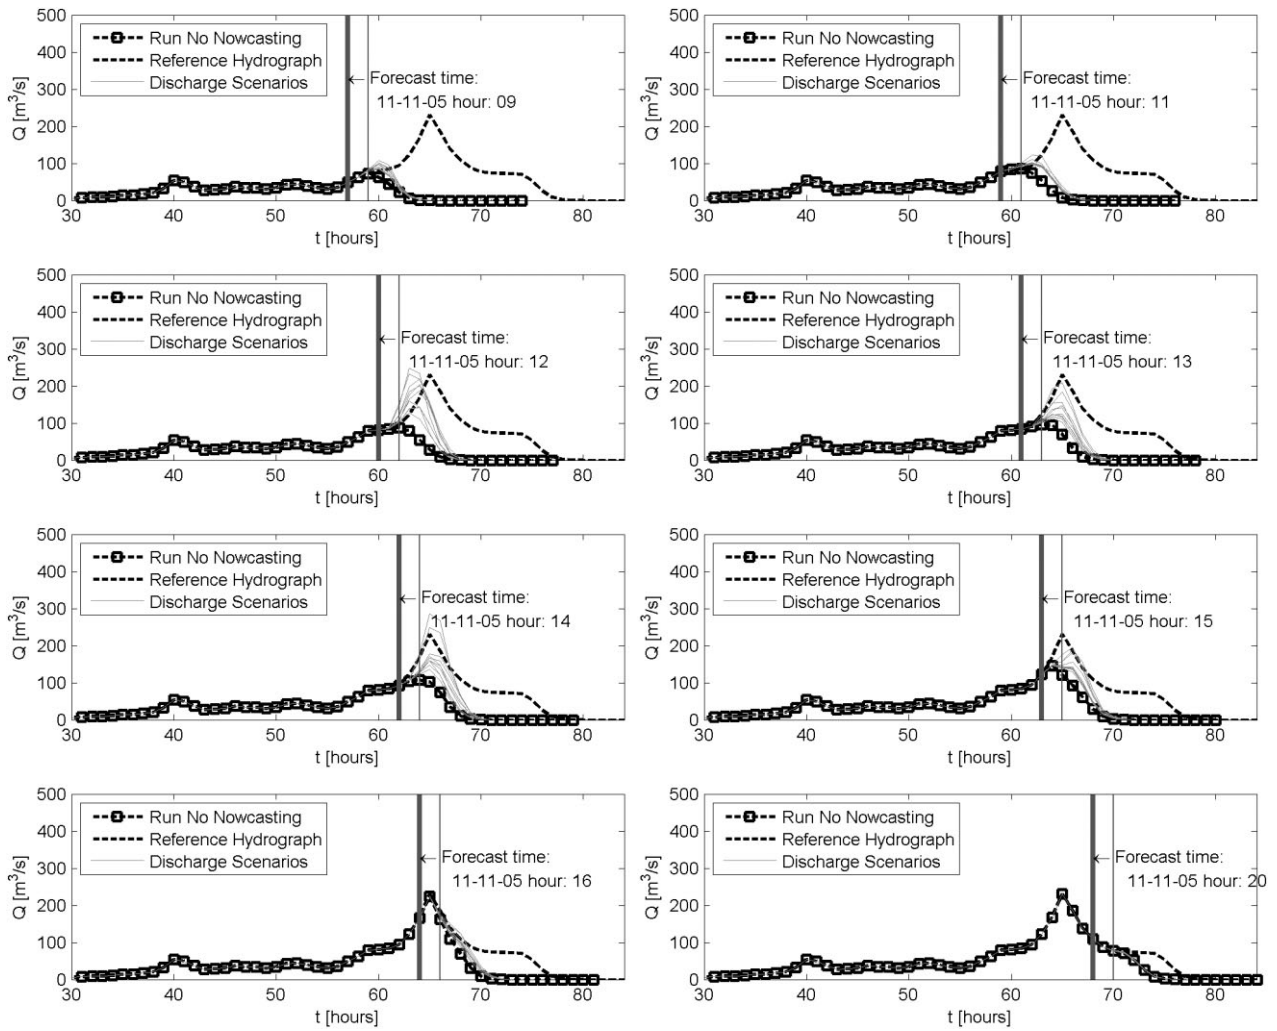 500
400
300
200
100
0
Q [m³/s]
Run No Nowcasting
Reference Hydrograph
Discharge Scenarios
← Forecast time:
11-11-05 hour: 09
30 40 50 60 70 80
t [hours]
500
400
300
200
100
0
Q [m³/s]
Run No Nowcasting
Reference Hydrograph
Discharge Scenarios
← Forecast time:
11-11-05 hour: 11
30 40 50 60 70 80
t [hours]
500
400
300
200
100
0
Q [m³/s]
Run No Nowcasting
Reference Hydrograph
Discharge Scenarios
← Forecast time:
11-11-05 hour: 12
30 40 50 60 70 80
t [hours]
500
400
300
200
100
0
Q [m³/s]
Run No Nowcasting
Reference Hydrograph
Discharge Scenarios
← Forecast time:
11-11-05 hour: 13
30 40 50 60 70 80
t [hours]
500
400
300
200
100
0
Q [m³/s]
Run No Nowcasting
Reference Hydrograph
Discharge Scenarios
← Forecast time:
11-11-05 hour: 14
30 40 50 60 70 80
t [hours]
500
400
300
200
100
0
Q [m³/s]
Run No Nowcasting
Reference Hydrograph
Discharge Scenarios
← Forecast time:
11-11-05 hour: 15
30 40 50 60 70 80
t [hours]
500
400
300
200
100
0
Q [m³/s]
Run No Nowcasting
Reference Hydrograph
Discharge Scenarios
← Forecast time:
11-11-05 hour: 16
30 40 50 60 70 80
t [hours]
500
400
300
200
100
0
Q [m³/s]
Run No Nowcasting
Reference Hydrograph
Discharge Scenarios
← Forecast time:
11-11-05 hour: 20
30 40 50 60 70 80
t [hours]